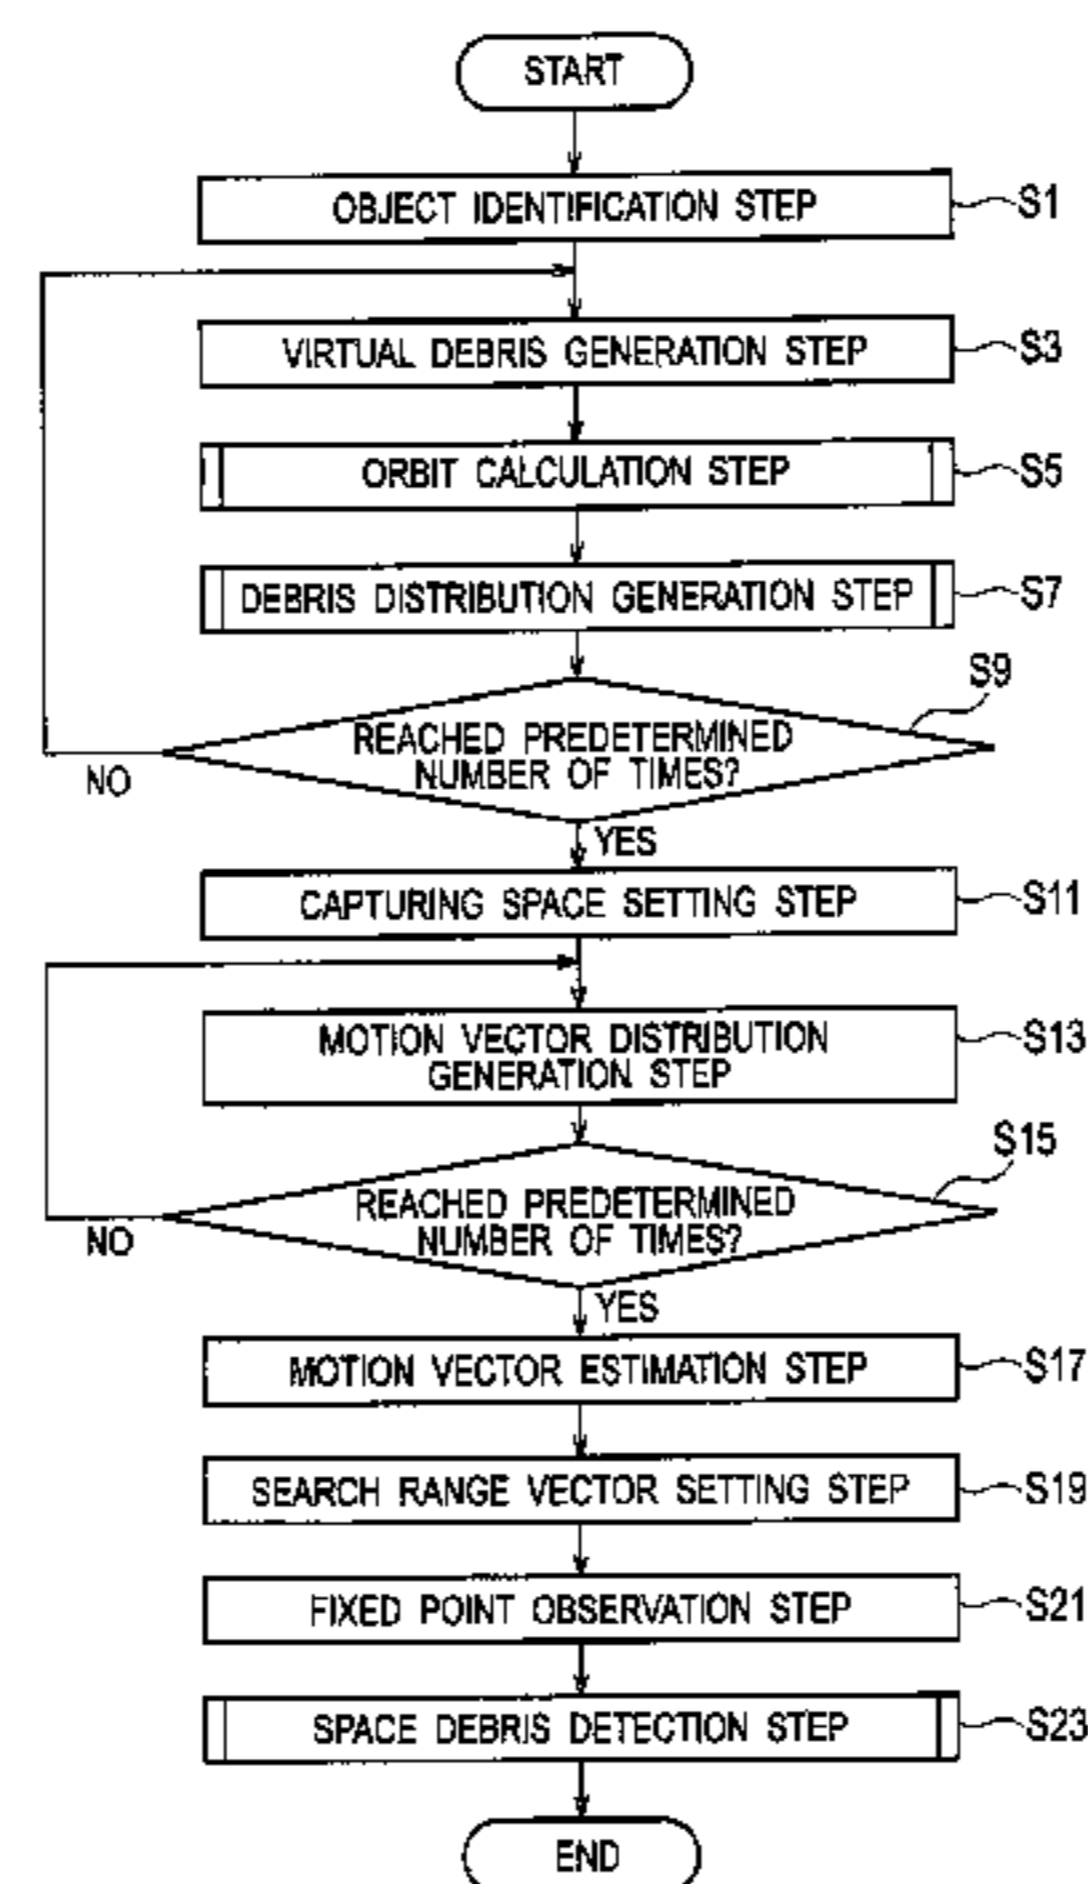 START
OBJECT IDENTIFICATION STEP
S1
VIRTUAL DEBRIS GENERATION STEP
S3
ORBIT CALCULATION STEP
S5
DEBRIS DISTRIBUTION GENERATION STEP
S7
S9
REACHED PREDETERMINED
NUMBER OF TIMES?
NO
YES
CAPTURING SPACE SETTING STEP
S11
MOTION VECTOR DISTRIBUTION
GENERATION STEP
S13
S15
REACHED PREDETERMINED
NUMBER OF TIMES?
NO
YES
MOTION VECTOR ESTIMATION STEP
S17
SEARCH RANGE VECTOR SETTING STEP
S19
FIXED POINT OBSERVATION STEP
S21
SPACE DEBRIS DETECTION STEP
S23
END